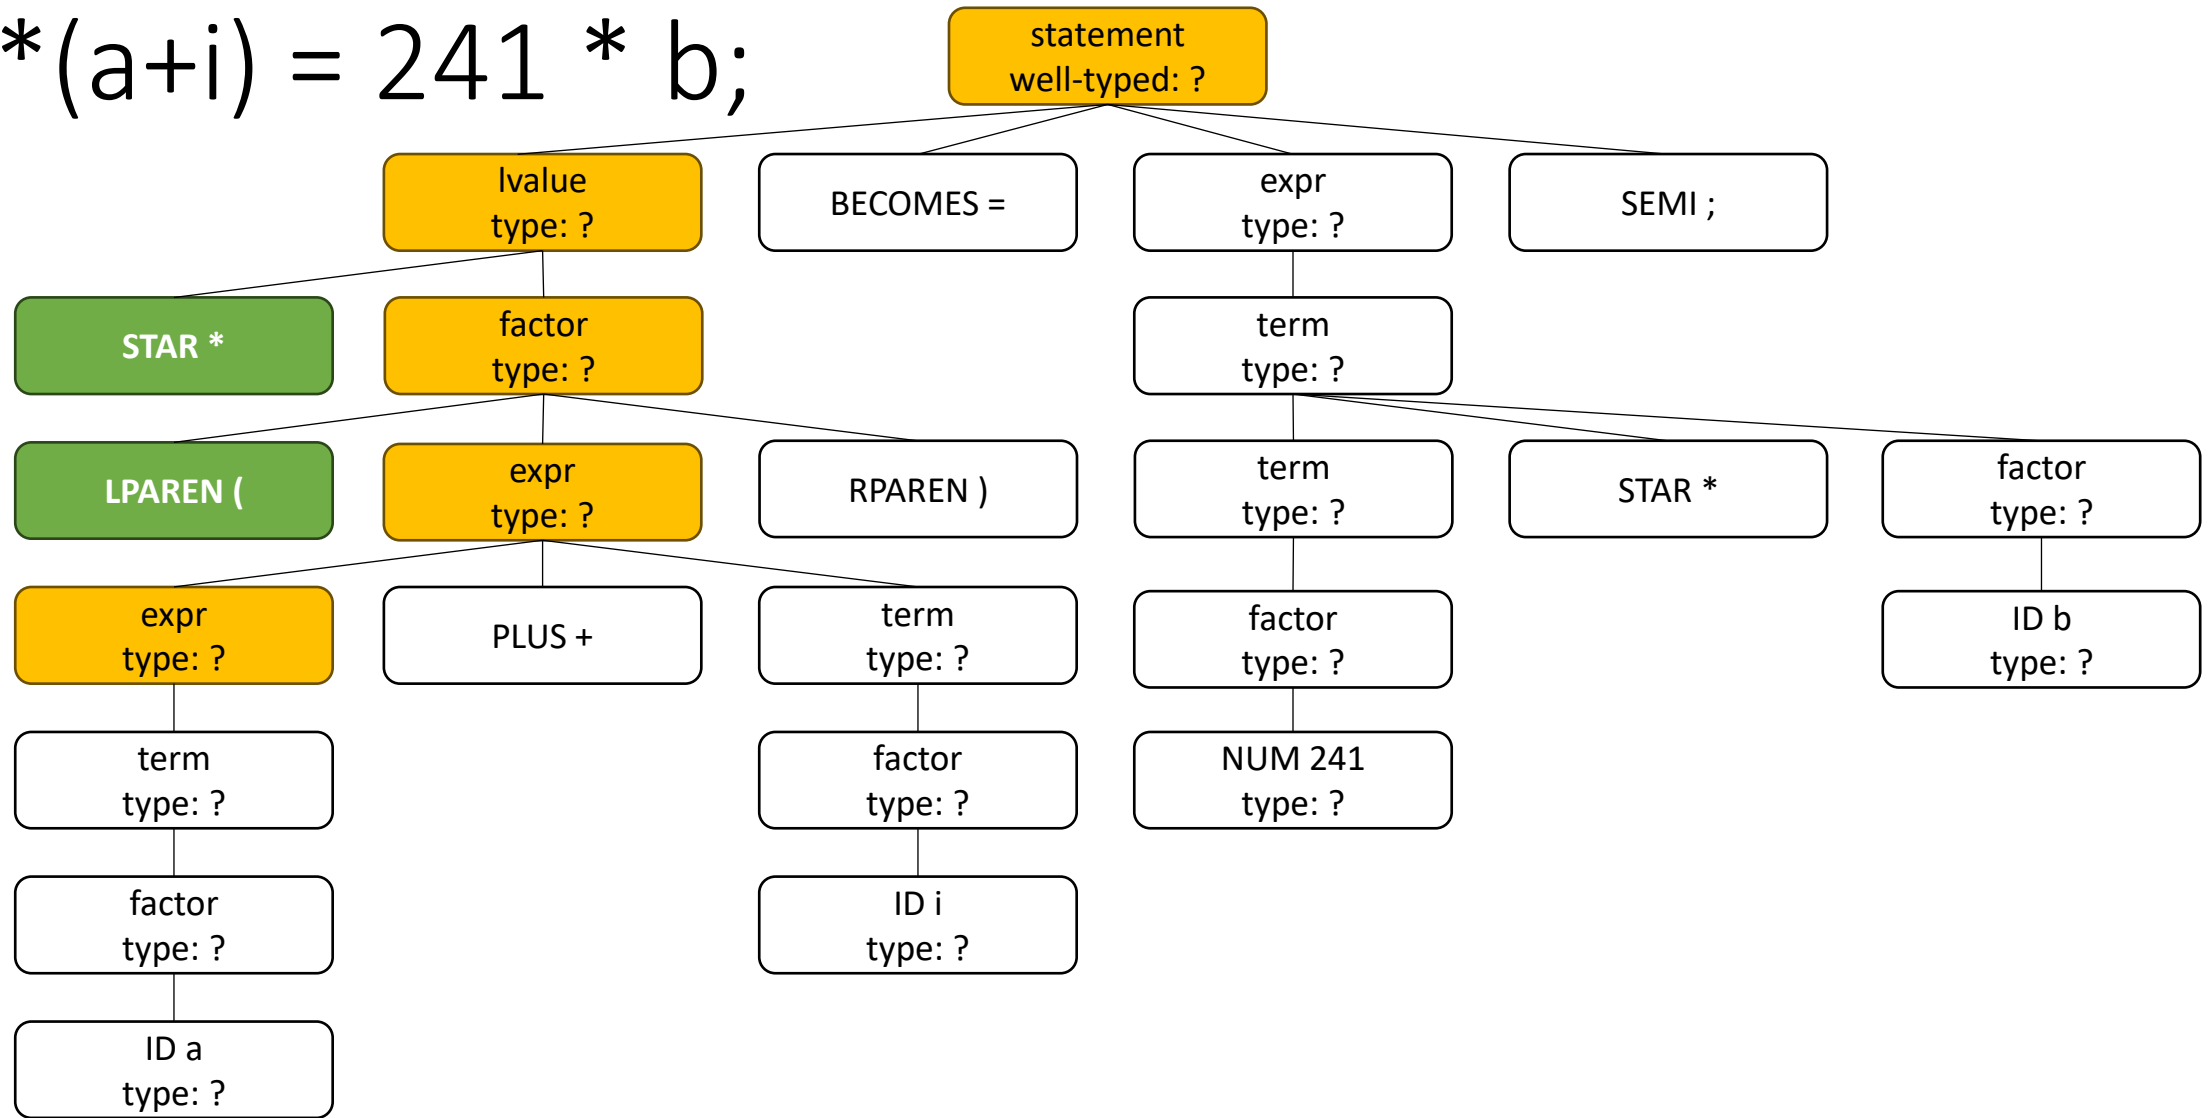 *(a+i) = 241 * b;
statement
well-typed: ?
lvalue
type: ?
BECOMES =
expr
type: ?
SEMI ;
STAR *
factor
type: ?
term
type: ?
LPAREN (
expr
type: ?
RPAREN )
term
type: ?
STAR *
factor
type: ?
expr
type: ?
PLUS +
term
type: ?
factor
type: ?
ID b
type: ?
term
type: ?
factor
type: ?
NUM 241
type: ?
factor
type: ?
ID i
type: ?
ID a
type: ?